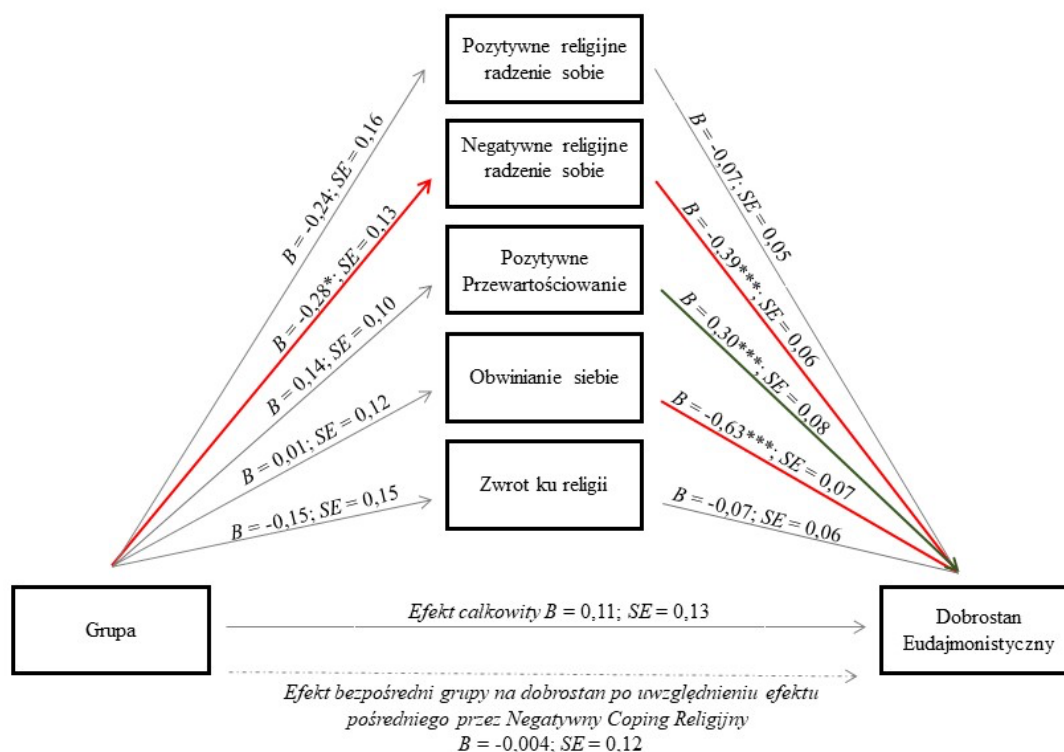 Pozytywne religijne
radzenie sobie
Negatywne religijne
radzenie sobie
Pozytywne
Przewartościowanie
Obwinianie siebie
Zwrot ku religii
B = -0,24; SE = 0,16
B = -0,28*; SE = 0,13
B = 0,14; SE = 0,10
B = 0,01; SE = 0,12
B = -0,15; SE = 0,15
B = -0,07; SE = 0,05
B = -0,39***; SE = 0,06
B = 0,30***; SE = 0,08
B = -0,63***; SE = 0,07
B = -0,07; SE = 0,06
Grupa
Efekt całkowity B = 0,11; SE = 0,13
Dobrostan
Eudajmonistyczny
Efekt bezpośredni grupy na dobrostan po uwzględnieniu efektu
pośredniego przez Negatywny Coping Religijny
B = -0,004; SE = 0,12